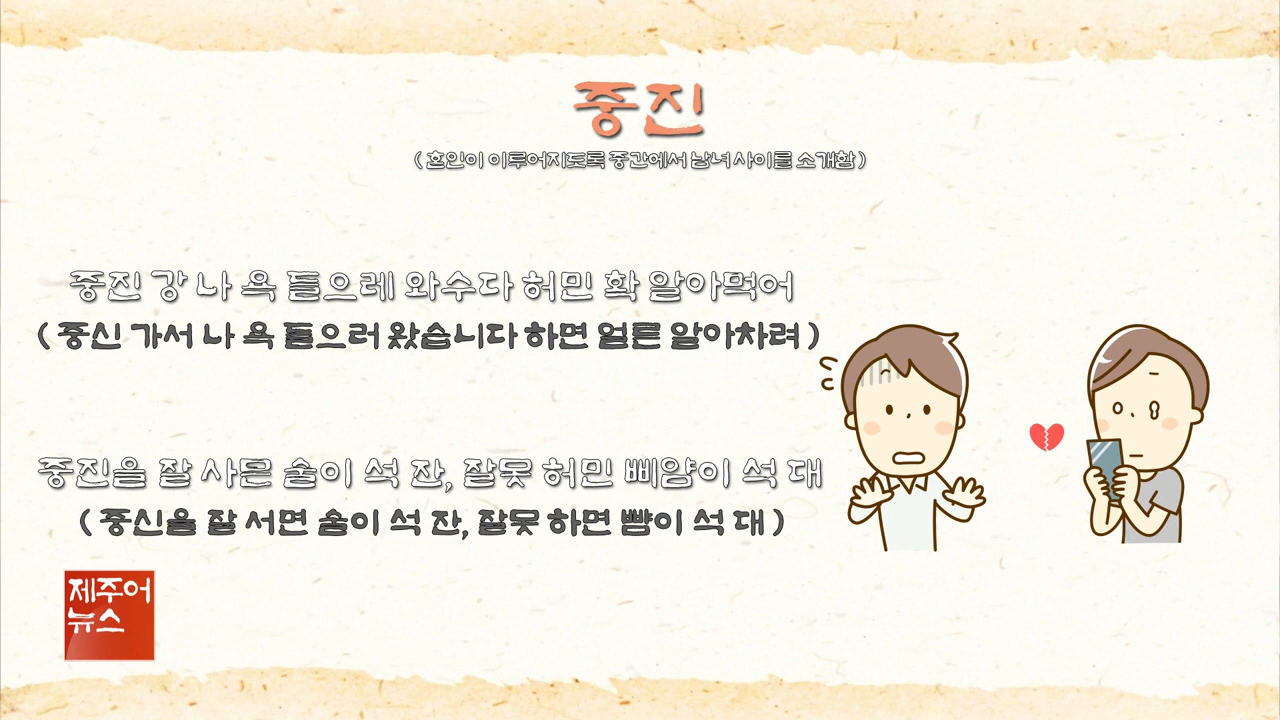 중진
( 혼인이 이루어지도록 중간에서 남녀 사이를 소개함 )
중진 강 나 욕 들으레 와수다 허민 확 알아먹어
( 중신 가서 나 욕 들으러 왔습니다 하면 얼른 알아차려 )
중진을 잘 사믄 술이 석 잔, 잘못 허민 삐얌이 석 대
( 중신을 잘 서면 술이 석 잔, 잘못 하면 뺨이 석 대 )
제주어
뉴스